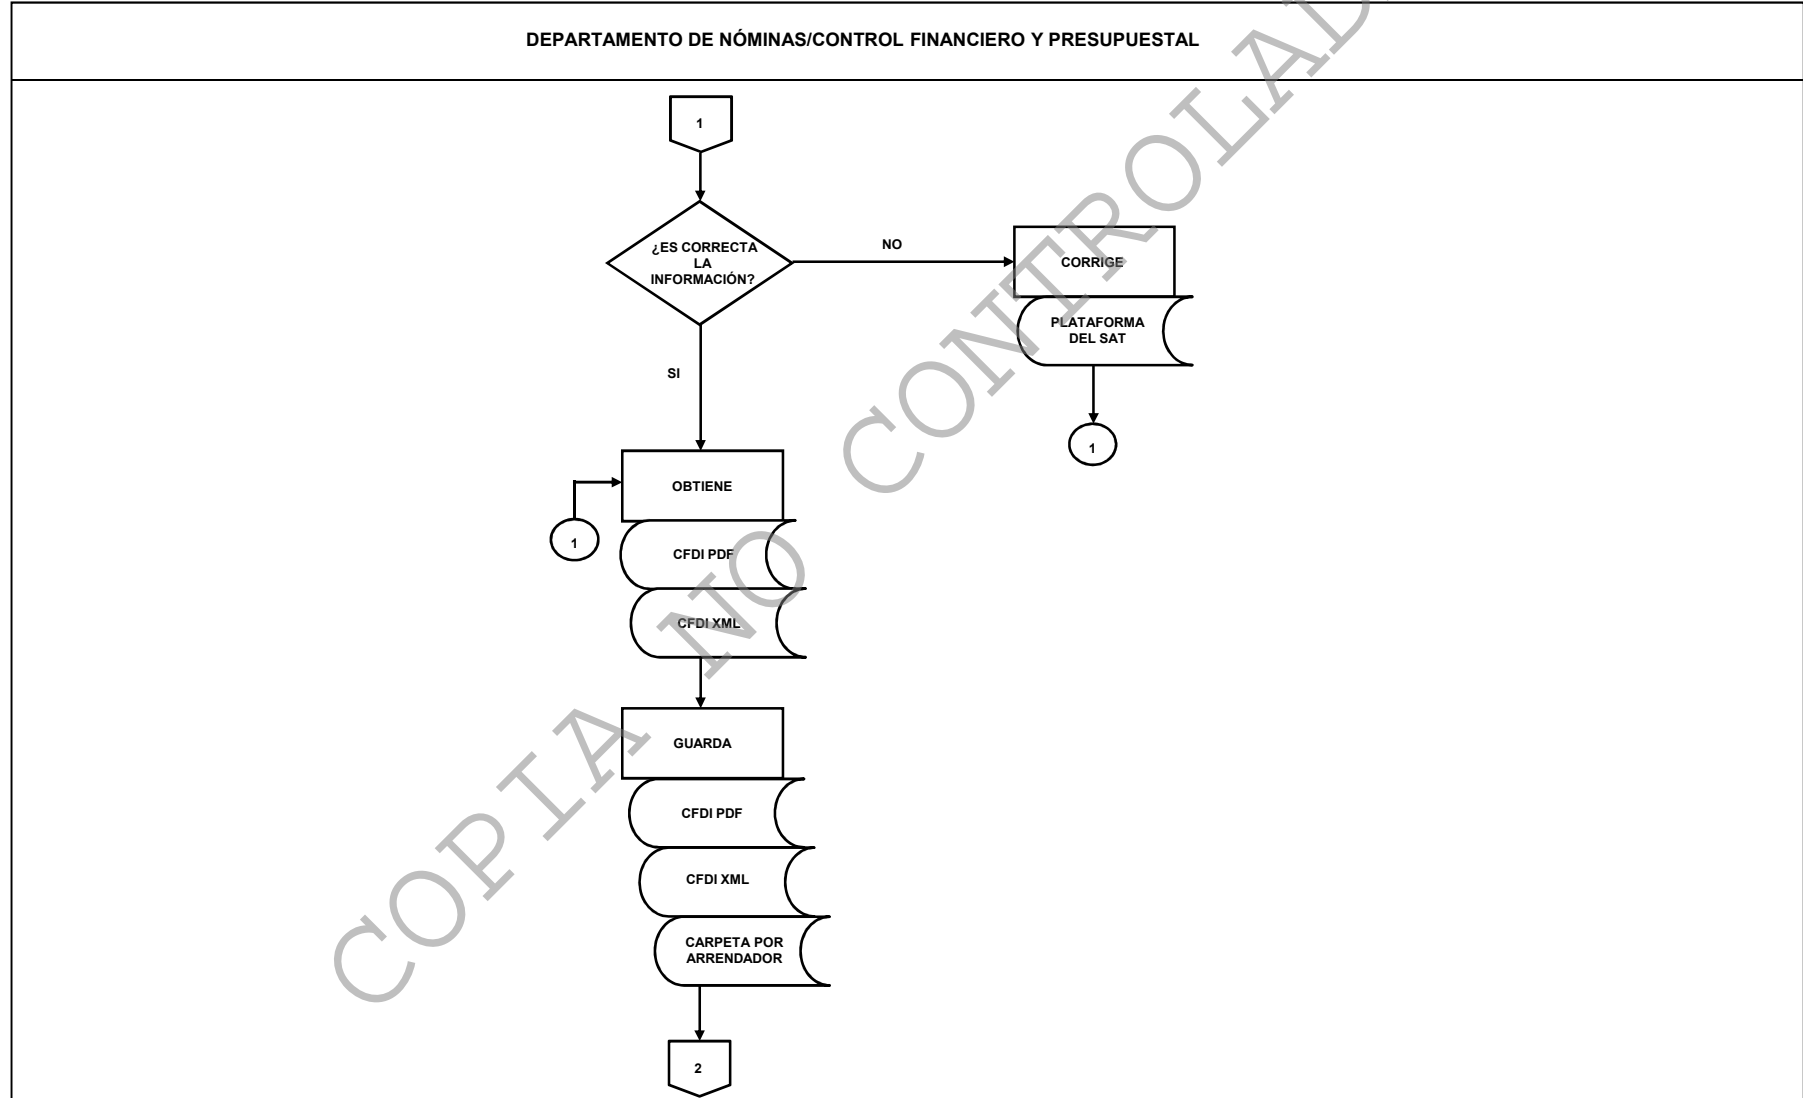 DEPARTAMENTO DE NÓMINAS/CONTROL FINANCIERO Y PRESUPUESTAL
1
¿ES CORRECTA
LA
INFORMACIÓN?
NO
CORRIGE
PLATAFORMA
DEL SAT
1
SI
OBTIENE
1
CFDI PDF
CFDI XML
GUARDA
CFDI PDF
CFDI XML
CARPETA POR
ARRENDADOR
2
COPIA NO CONTROLAD